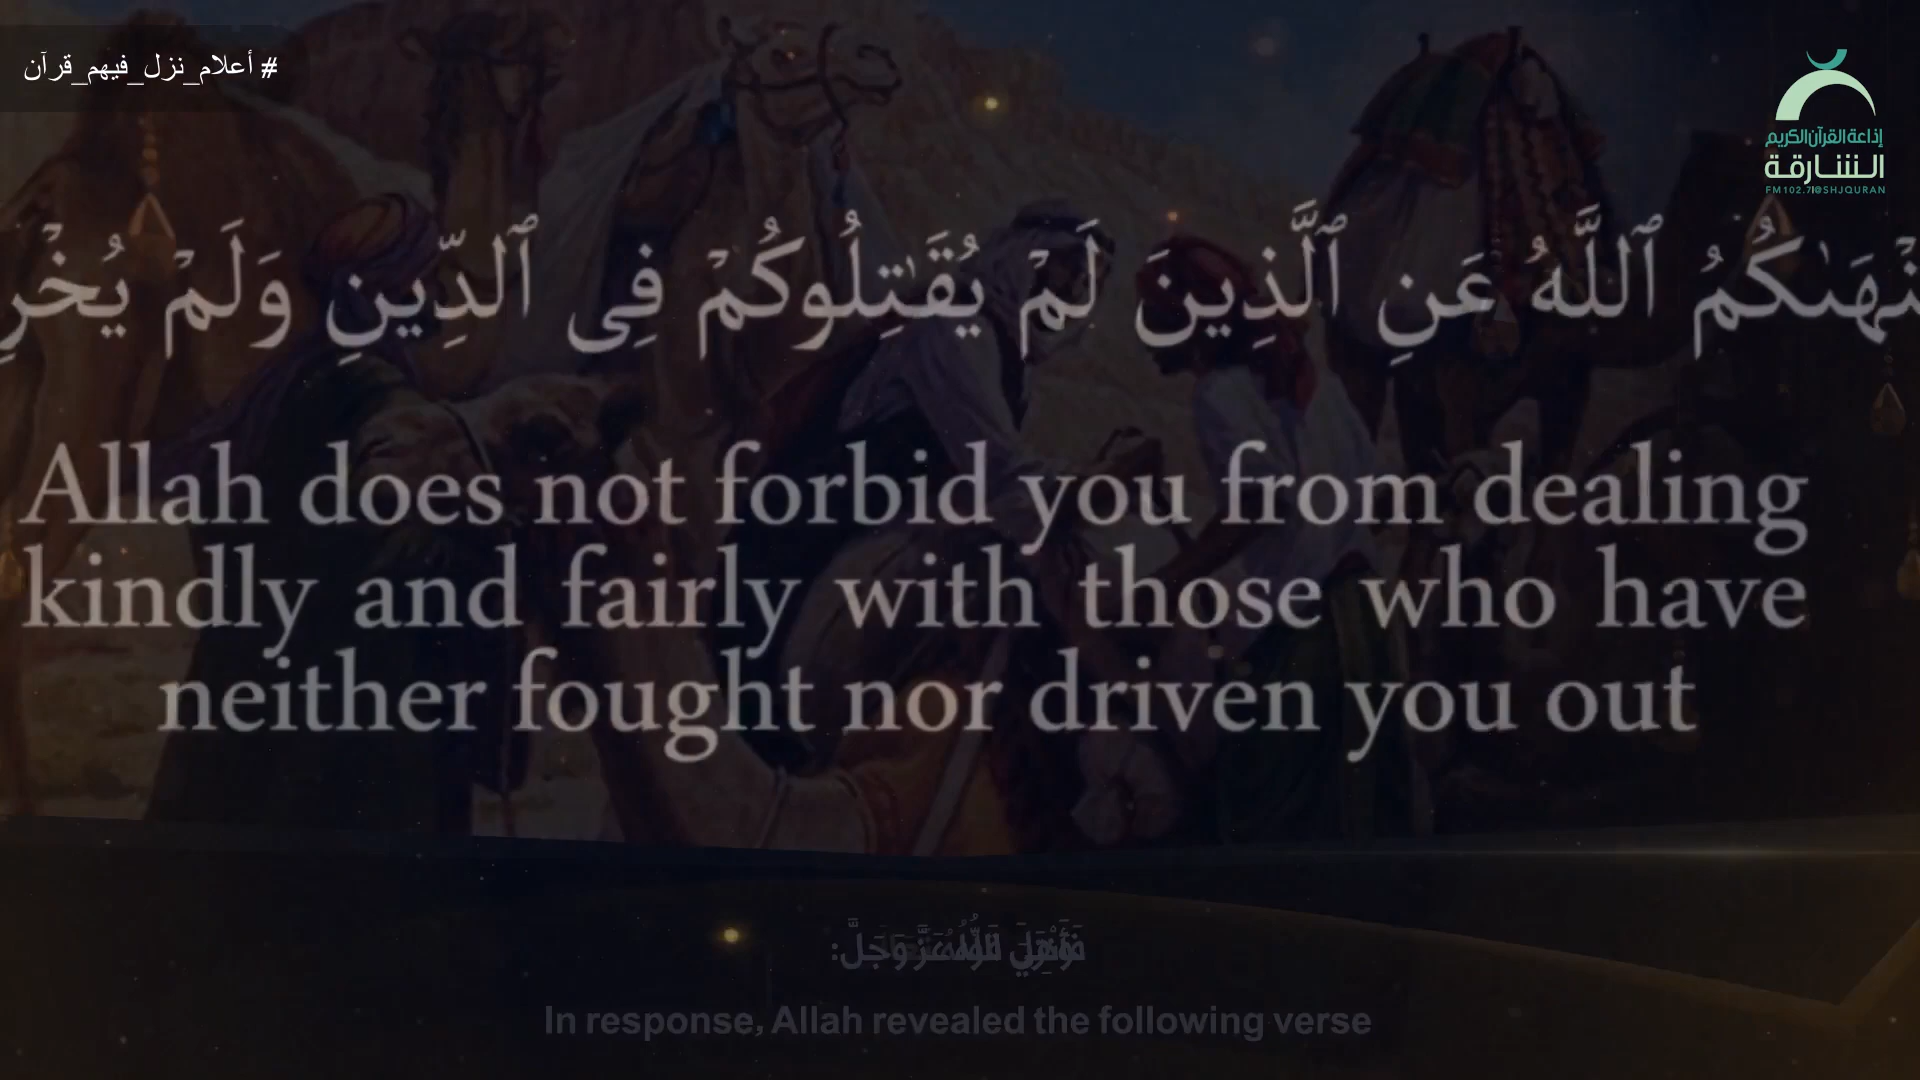 # أعلام_نزل_فيهم_قرآن
إذاعة القرآن الكريم
الشارقة
FM102.7|@SHJQURAN
ٱللَّهُ عَنِ ٱلَّذِينَ لَمْ يُقَـٰتِلُوكُمْ فِى ٱلدِّينِ وَلَمْ
Allah does not forbid you from dealing
kindly and fairly with those who have
neither fought nor driven you out
اللهُ عَزَّ وَجَلَّ:
In response, Allah revealed the following verse